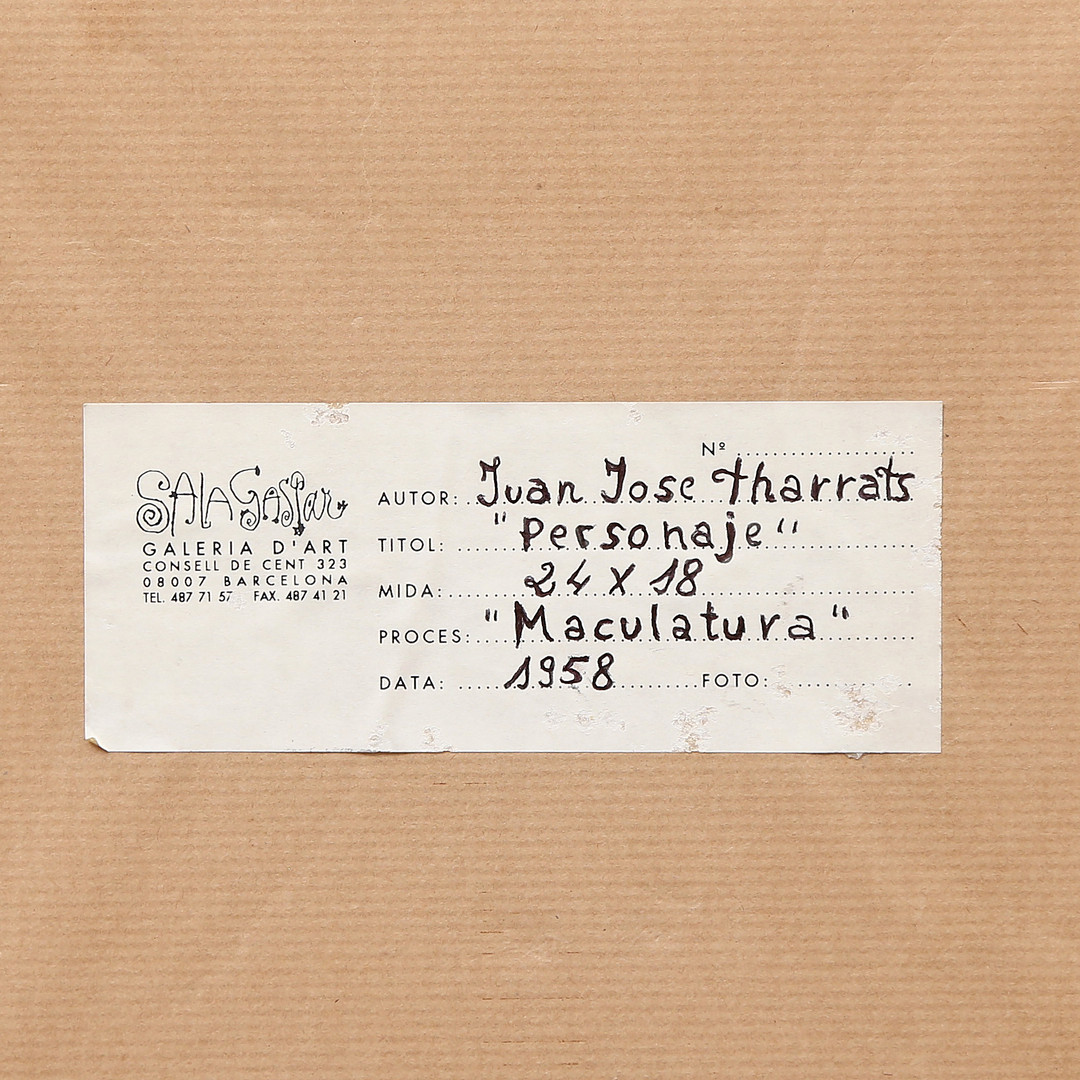 SALA GASPAR
GALERIA D'ART
CONSELL DE CENT 323
08007 BARCELONA
TEL. 487 71 57 FAX. 487 41 21
Nº
AUTOR: Juan Jose Tharrats
TITOL: "Personaje"
MIDA: 24 X 18
PROCES: "Maculatura"
DATA: 1958 FOTO: